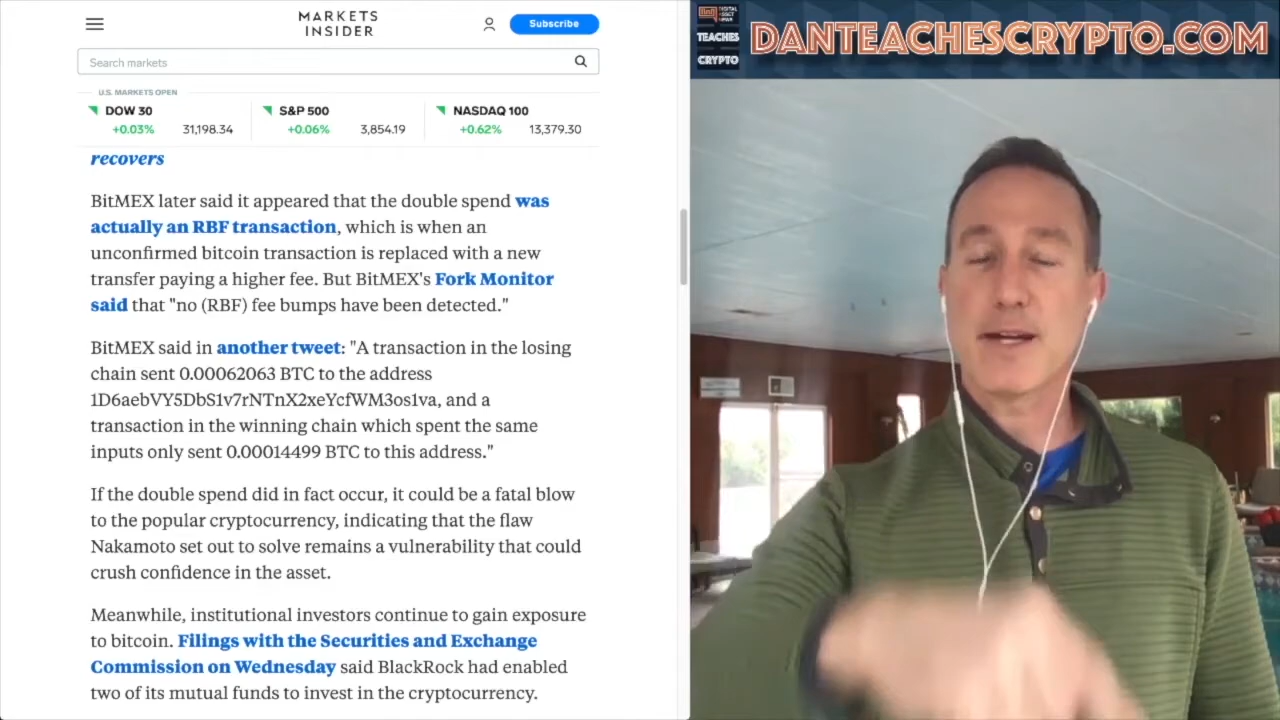 MARKETS
INSIDER
Subscribe
Search markets
U.S. MARKETS OPEN
DOW 30
+0.03% 31,198.34
S&P 500
+0.06% 3,854.19
NASDAQ 100
+0.62% 13,379.30
recovers
BitMEX later said it appeared that the double spend was
actually an RBF transaction, which is when an
unconfirmed bitcoin transaction is replaced with a new
transfer paying a higher fee. But BitMEX's Fork Monitor
said that "no (RBF) fee bumps have been detected."
BitMEX said in another tweet: "A transaction in the losing
chain sent 0.00062063 BTC to the address
1D6aebVY5DbS1v7rNTnX2xeYcfWM3os1va, and a
transaction in the winning chain which spent the same
inputs only sent 0.00014499 BTC to this address."
If the double spend did in fact occur, it could be a fatal blow
to the popular cryptocurrency, indicating that the flaw
Nakamoto set out to solve remains a vulnerability that could
crush confidence in the asset.
Meanwhile, institutional investors continue to gain exposure
to bitcoin. Filings with the Securities and Exchange
Commission on Wednesday said BlackRock had enabled
two of its mutual funds to invest in the cryptocurrency.
DIGITAL
ASSET
NEWS
TEACHES
CRYPTO
DANTEACHESCRYPTO.COM